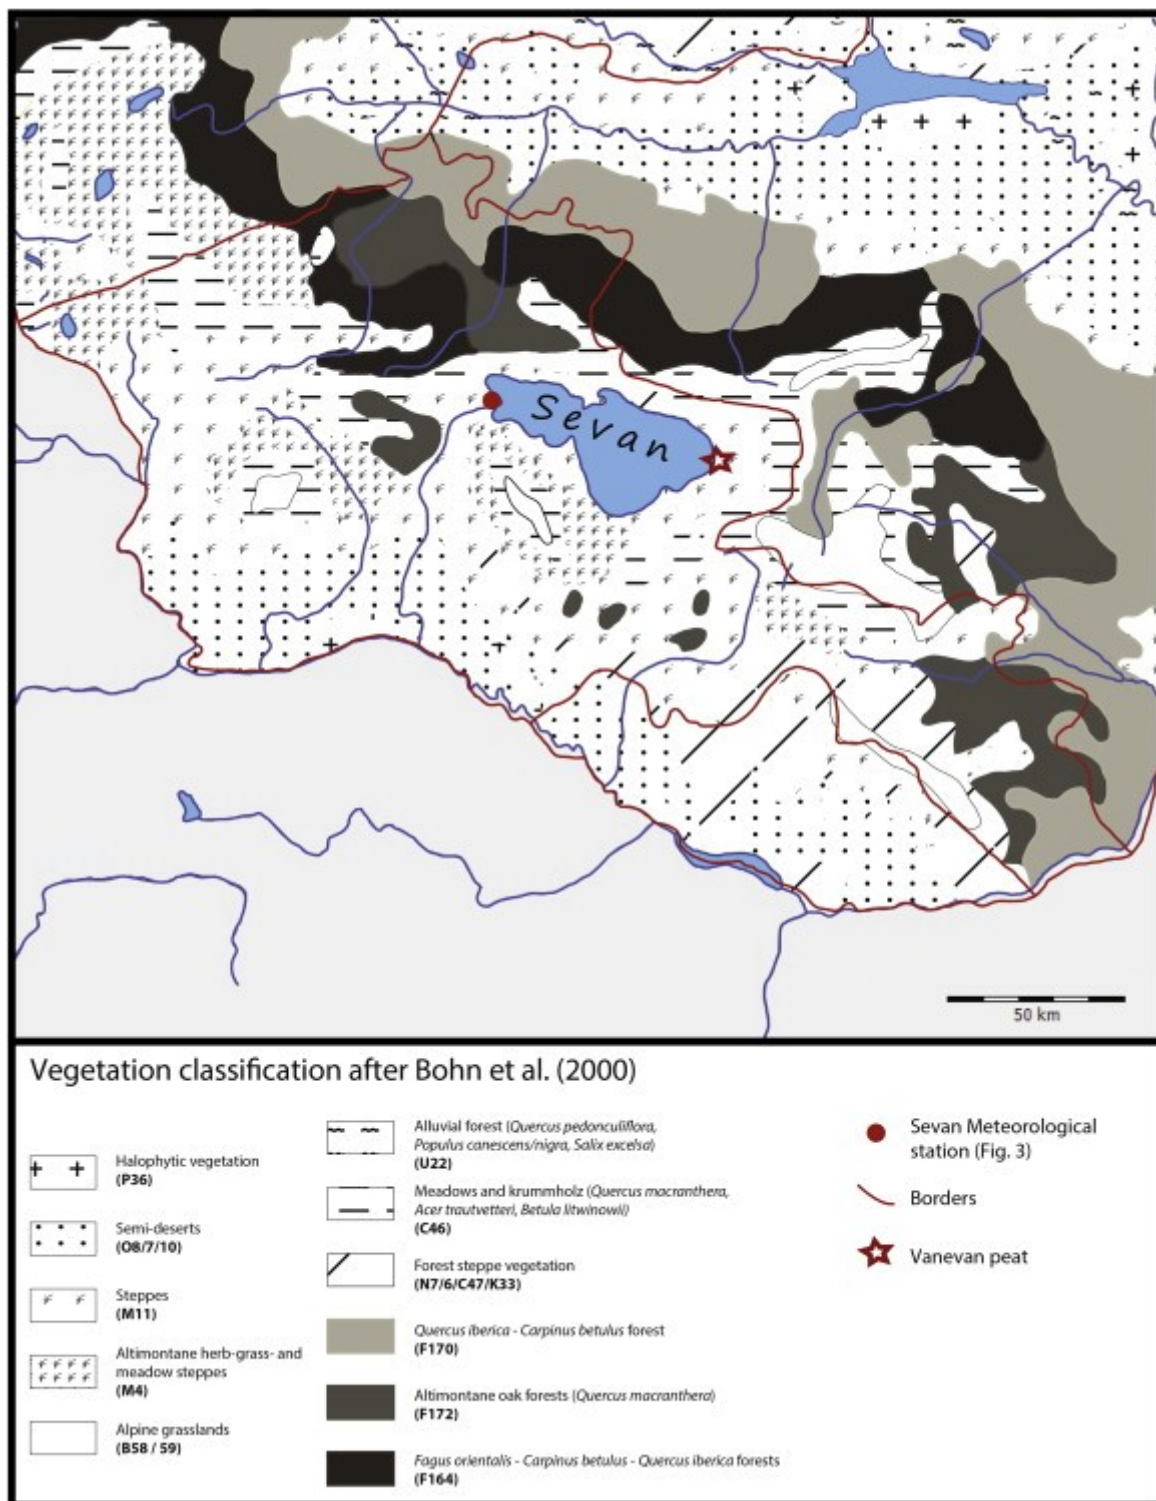 Sevan
50 km
Vegetation classification after Bohn et al. (2000)
Halophytic vegetation
(P36)
Semi-deserts
(O8/7/10)
Steppes
(M11)
Altimontane herb-grass- and
meadow steppes
(M4)
Alpine grasslands
(B58 / 59)
Alluvial forest (Quercus pedonculiflora,
Populus canescens/nigra, Salix excelsa)
(U22)
Meadows and krummholz (Quercus macranthera,
Acer trautvetteri, Betula litwinowii)
(C46)
Forest steppe vegetation
(N7/6/C47/K33)
Quercus iberica - Carpinus betulus forest
(F170)
Altimontane oak forests (Quercus macranthera)
(F172)
Fagus orientalis - Carpinus betulus - Quercus iberica forests
(F164)
Sevan Meteorological
station (Fig. 3)
Borders
Vanevan peat